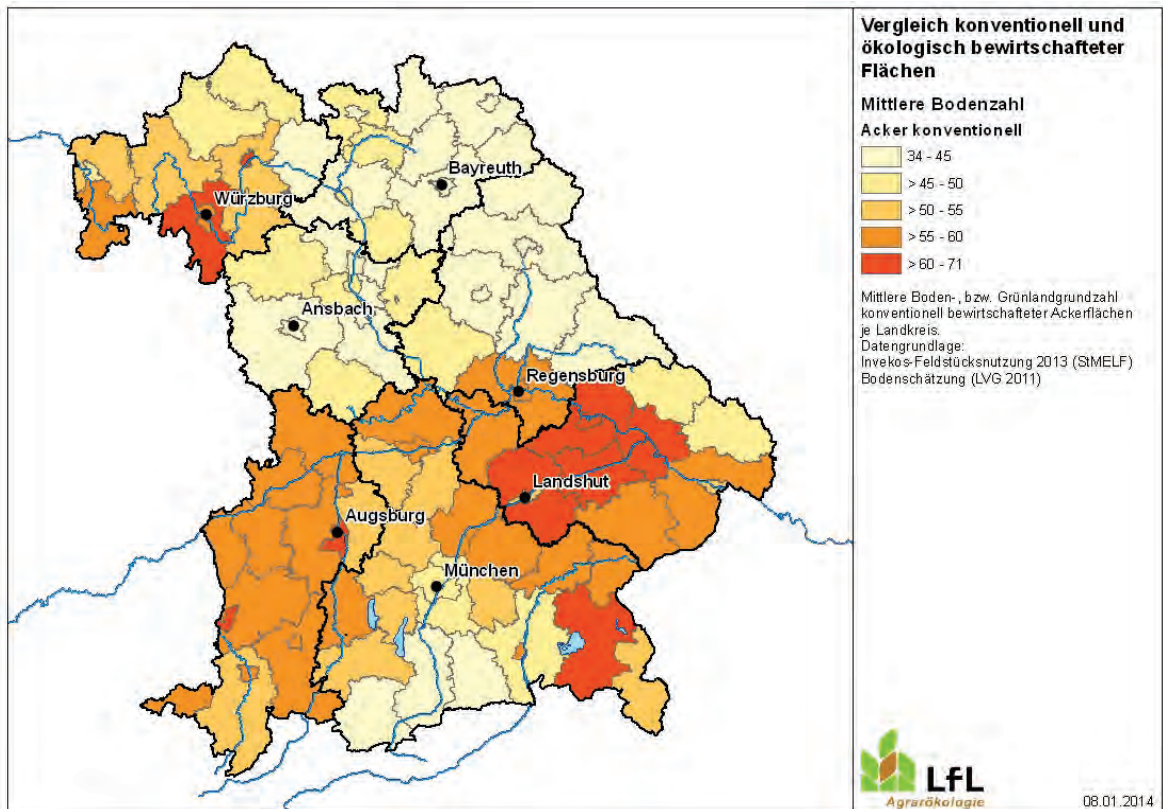 Vergleich konventionell und
ökologisch bewirtschafteter
Flächen
Mittlere Bodenzahl
Acker konventionell
34 - 45
>45 - 50
>50 - 55
>55 - 60
>60 - 71
Mittlere Boden-, bzw. Grünlandgrundzahl
konventionell bewirtschafteter Ackerflächen
je Landkreis.
Datengrundlage:
Invekos-Feldstücksnutzung 2013 (StMELF)
Bodenschätzung (LVG 2011)
Bayreuth
Würzburg
Ansbach
Regensburg
Landshut
Augsburg
München
LfL
Agrarökologie
08.01.2014